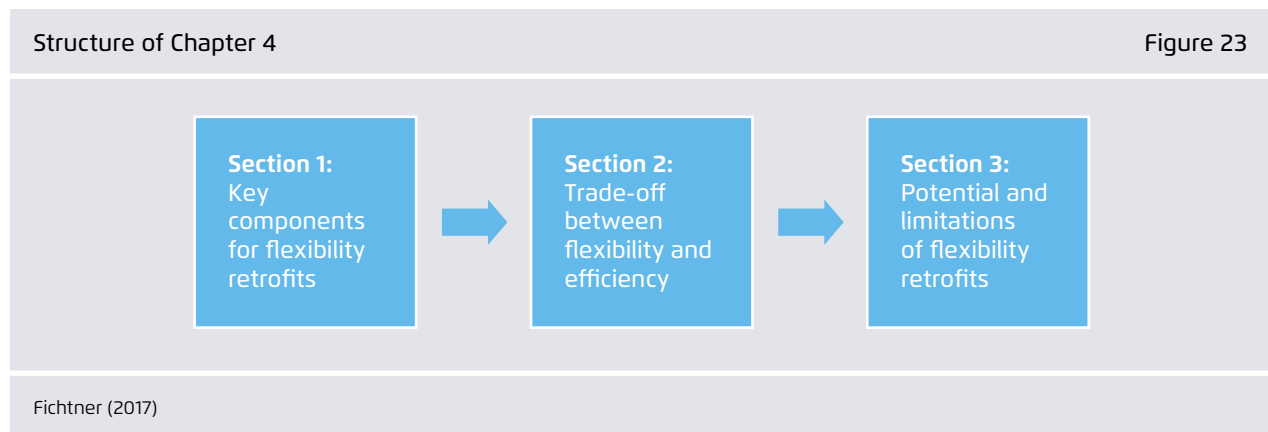 Structure of Chapter 4
Figure 23
Section 1:
Key
components
for flexibility
retrofits
Section 2:
Trade-off
between
flexibility and
efficiency
Section 3:
Potential and
limitations
of flexibility
retrofits
Fichtner (2017)